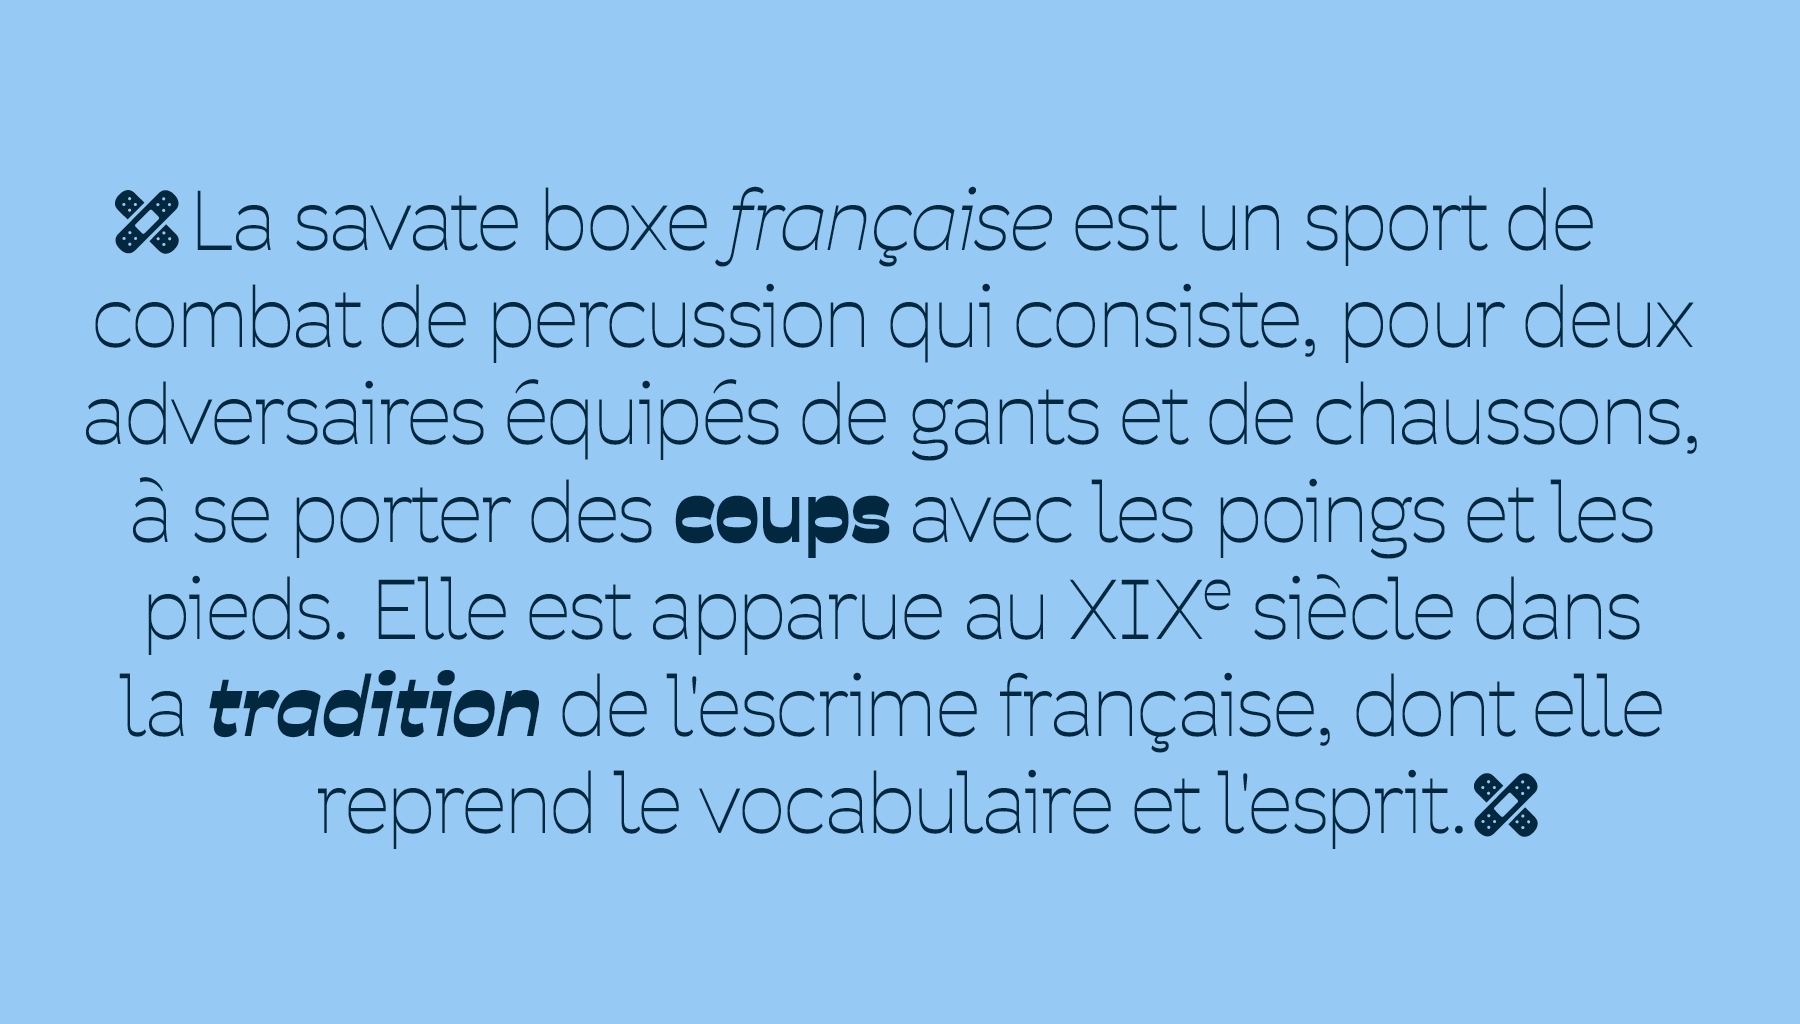 La savate boxe française est un sport de
combat de percussion qui consiste, pour deux
adversaires équipés de gants et de chaussons,
à se porter des coups avec les poings et les
pieds. Elle est apparue au XIXᵉ siècle dans
la tradition de l'escrime française, dont elle
reprend le vocabulaire et l'esprit.